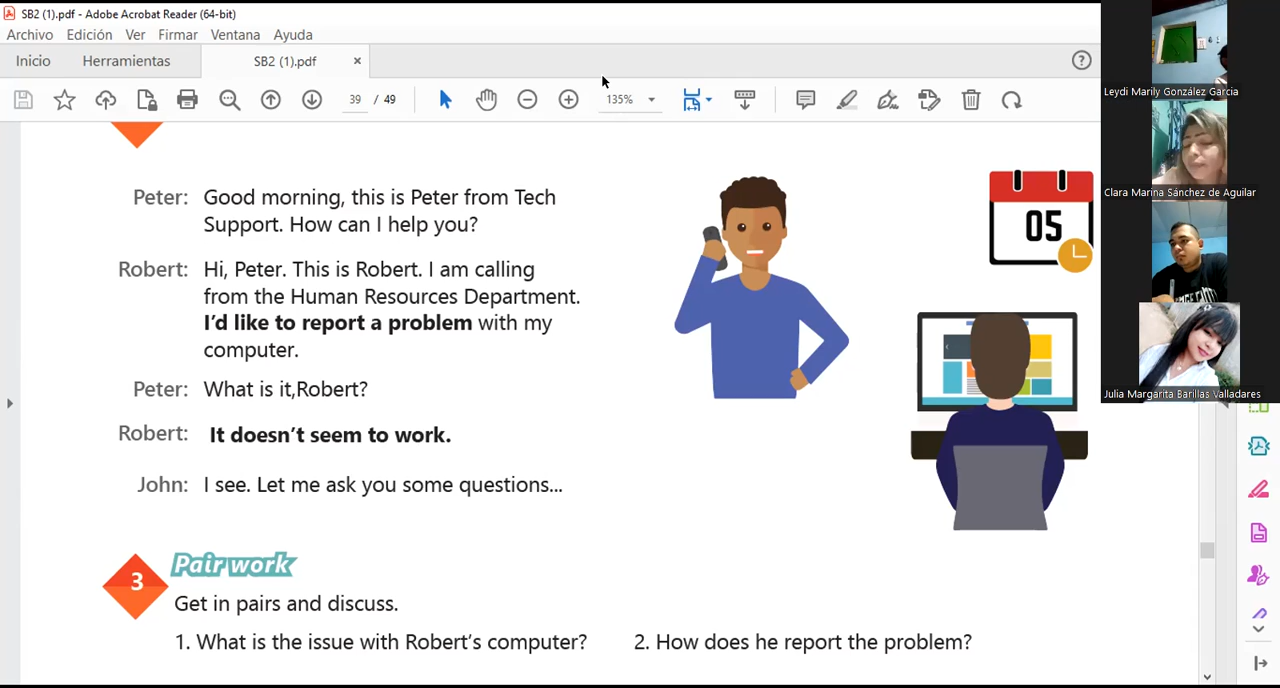 SB2 (1).pdf - Adobe Acrobat Reader (64-bit)
Archivo Edición Ver Firmar Ventana Ayuda
Inicio Herramientas SB2 (1).pdf ×
39 / 49 135%
Peter: Good morning, this is Peter from Tech
Support. How can I help you?
Robert: Hi, Peter. This is Robert. I am calling
from the Human Resources Department.
I'd like to report a problem with my
computer.
Peter: What is it,Robert?
Robert: It doesn't seem to work.
John: I see. Let me ask you some questions...
05
3 Pair work
Get in pairs and discuss.
1. What is the issue with Robert's computer? 2. How does he report the problem?
Leydi Marily González Garcia
Clara Marina Sánchez de Aguilar
Julia Margarita Barillas Valladares